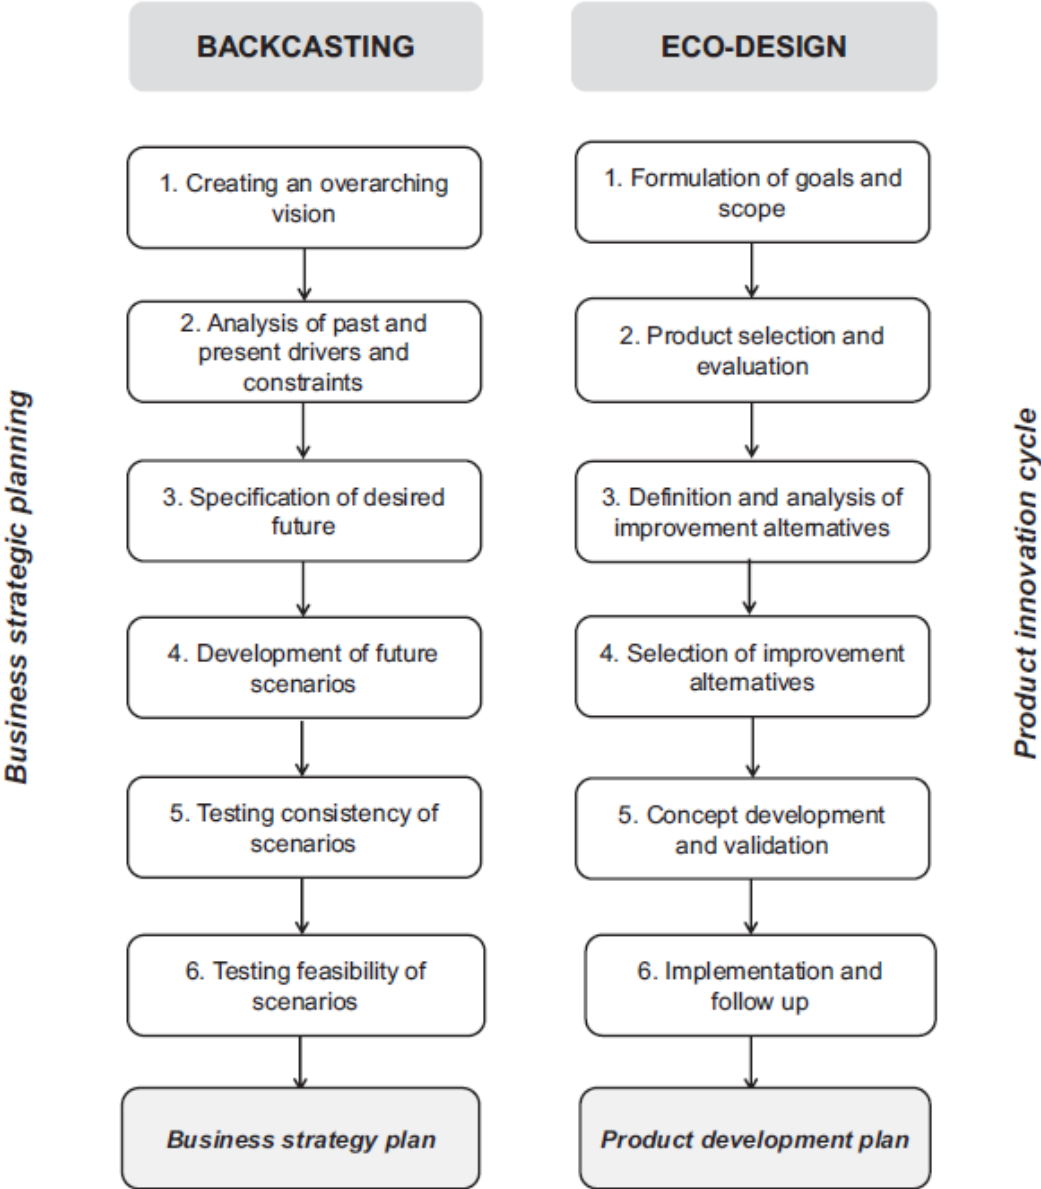 BACKCASTING
1. Creating an overarching
vision
2. Analysis of past and
present drivers and
constraints
3. Specification of desired
future
4. Development of future
scenarios
5. Testing consistency of
scenarios
6. Testing feasibility of
scenarios
Business strategy plan
Business strategic planning
ECO-DESIGN
1. Formulation of goals and
scope
2. Product selection and
evaluation
3. Definition and analysis of
improvement alternatives
4. Selection of improvement
alternatives
5. Concept development
and validation
6. Implementation and
follow up
Product development plan
Product innovation cycle